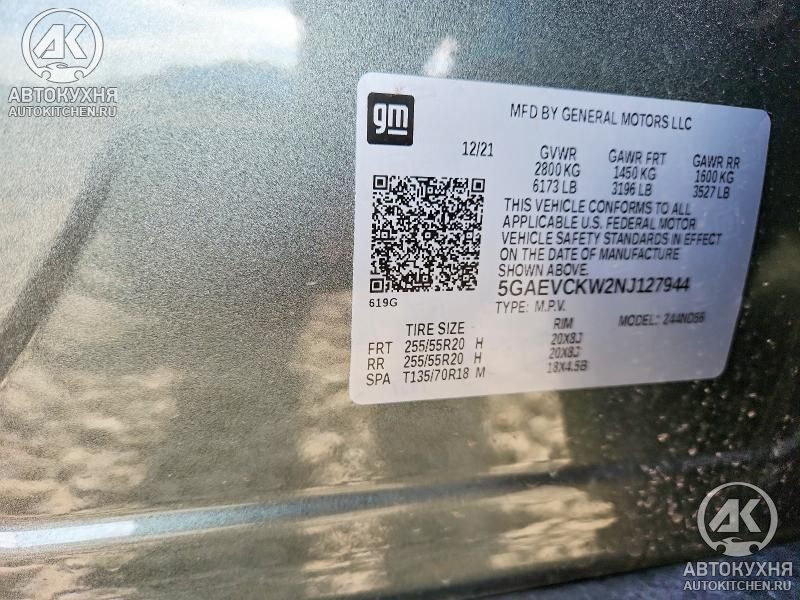 AK
АВТОКУХНЯ
AUTOKITCHEN.RU
gm
MFD BY GENERAL MOTORS LLC
12/21 GVWR GAWR FRT GAWR RR
2800 KG 1450 KG 1600 KG
6173 LB 3196 LB 3527 LB
THIS VEHICLE CONFORMS TO ALL
APPLICABLE U.S. FEDERAL MOTOR
VEHICLE SAFETY STANDARDS IN EFFECT
ON THE DATE OF MANUFACTURE
SHOWN ABOVE.
619G
5GAEVCKW2NJ127944
TYPE: M.P.V. MODEL: 244N056
TIRE SIZE RIM
FRT 255/55R20 H 20X8J
RR 255/55R20 H 20X8J
SPA T135/70R18 M 18X4.5B
AK
АВТОКУХНЯ
AUTOKITCHEN.RU